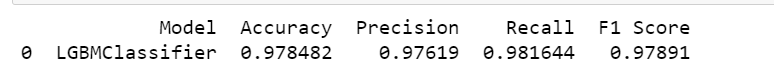 Model Accuracy Precision Recall F1 Score
0 LGBMClassifier 0.978482 0.97619 0.981644 0.97891